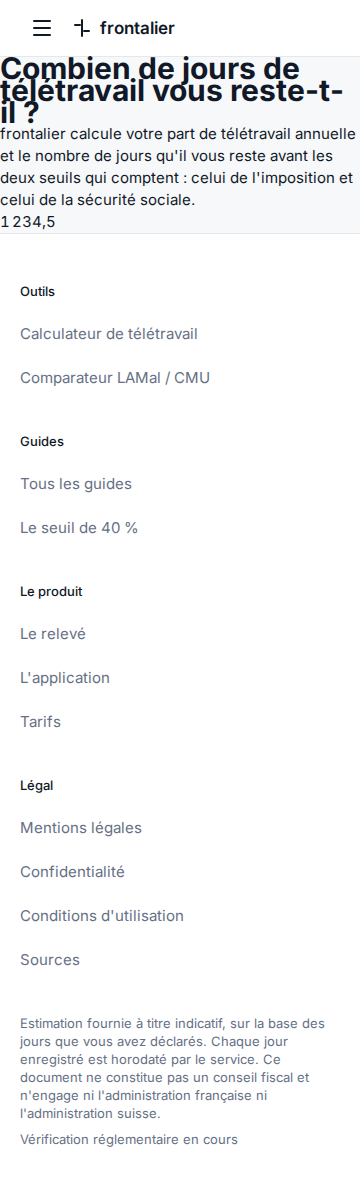 frontalier
Combien de jours de
télétravail vous reste-t-
il ?
frontalier calcule votre part de télétravail annuelle
et le nombre de jours qu'il vous reste avant les
deux seuils qui comptent : celui de l'imposition et
celui de la sécurité sociale.
1 234,5
Outils
Calculateur de télétravail
Comparateur LAMal / CMU
Guides
Tous les guides
Le seuil de 40 %
Le produit
Le relevé
L'application
Tarifs
Légal
Mentions légales
Confidentialité
Conditions d'utilisation
Sources
Estimation fournie à titre indicatif, sur la base des
jours que vous avez déclarés. Chaque jour
enregistré est horodaté par le service. Ce
document ne constitue pas un conseil fiscal et
n'engage ni l'administration française ni
l'administration suisse.
Vérification réglementaire en cours